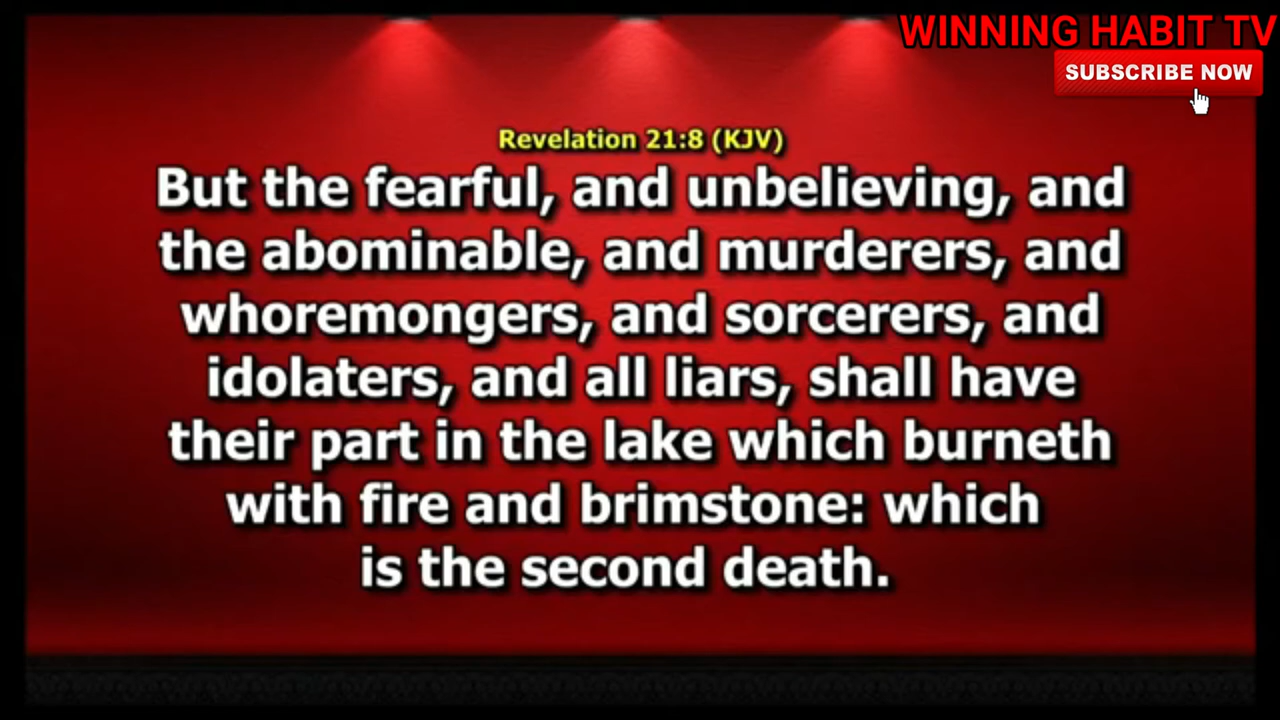 WINNING HABIT TV
SUBSCRIBE NOW
Revelation 21:8 (KJV)
But the fearful, and unbelieving, and
the abominable, and murderers, and
whoremongers, and sorcerers, and
idolaters, and all liars, shall have
their part in the lake which burneth
with fire and brimstone: which
is the second death.